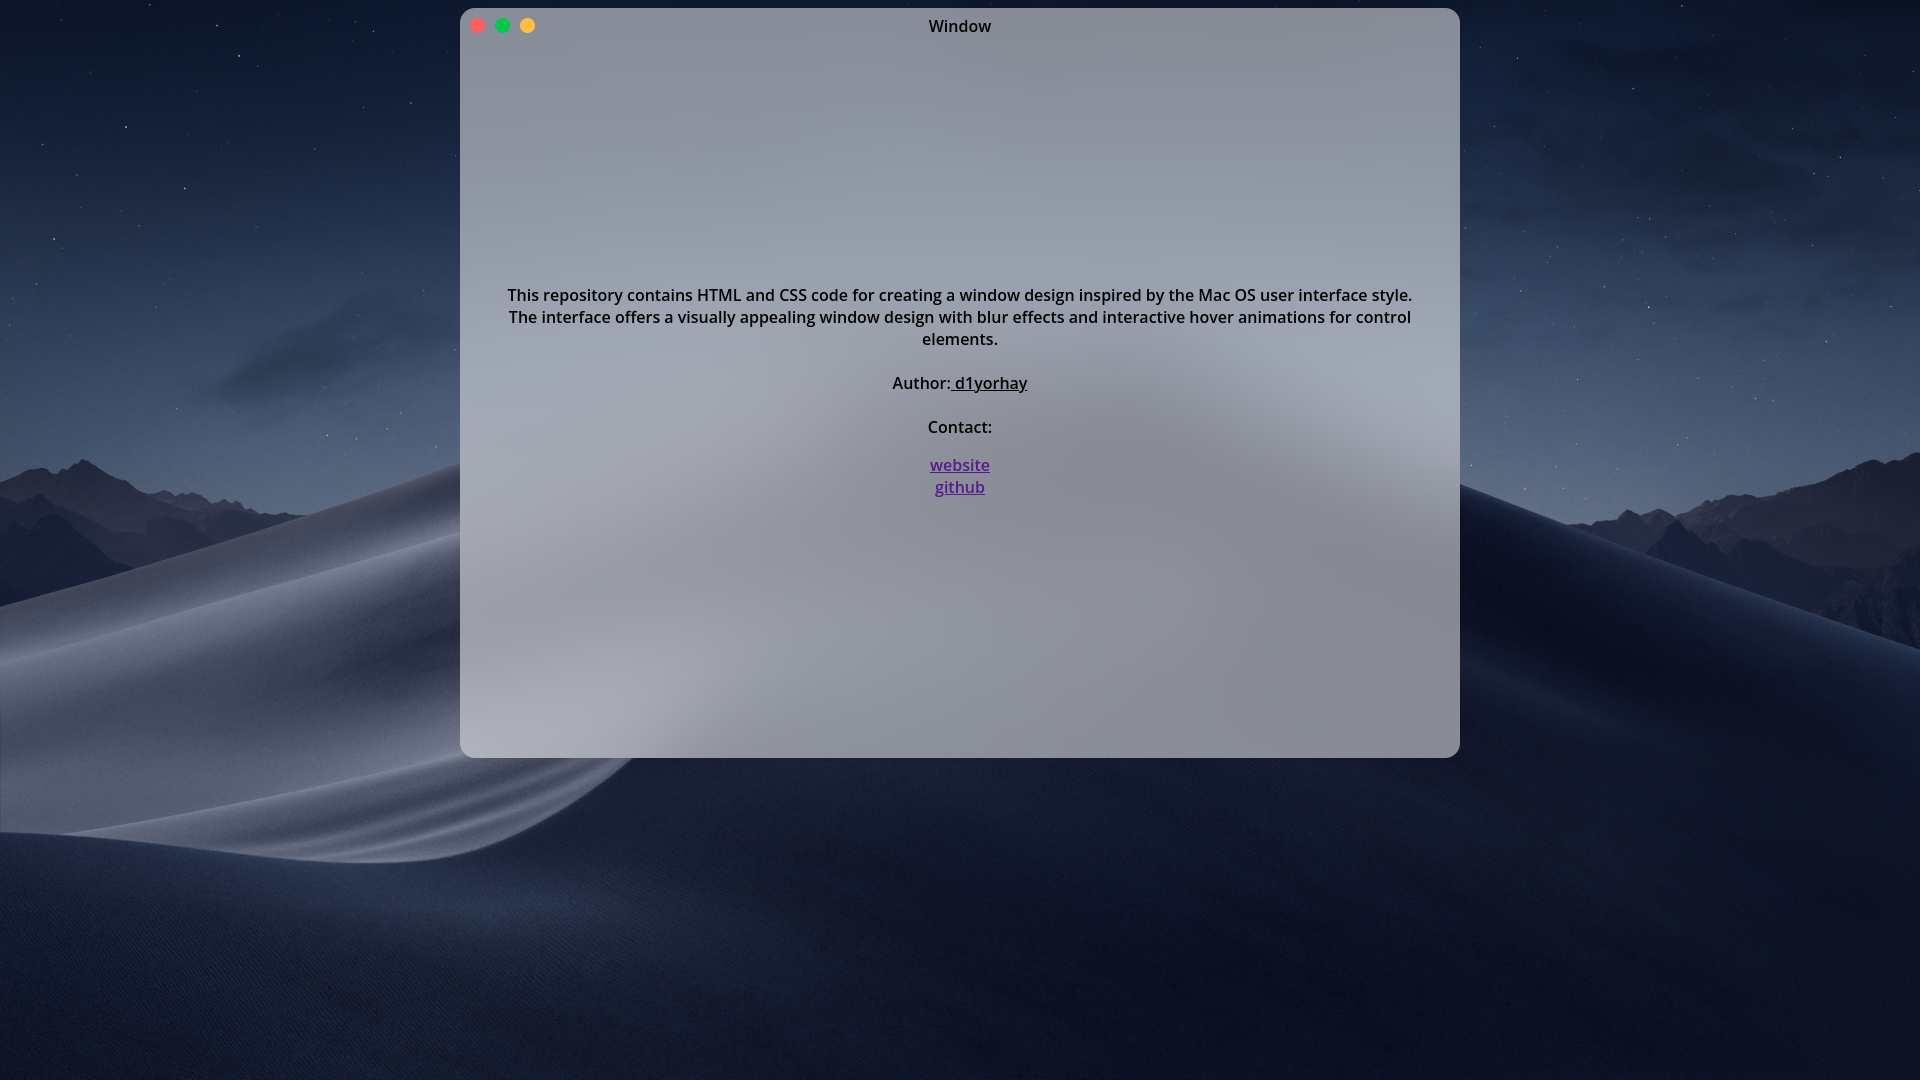 Window
This repository contains HTML and CSS code for creating a window design inspired by the Mac OS user interface style.
The interface offers a visually appealing window design with blur effects and interactive hover animations for control
elements.
Author: d1yorhay
Contact:
website
github